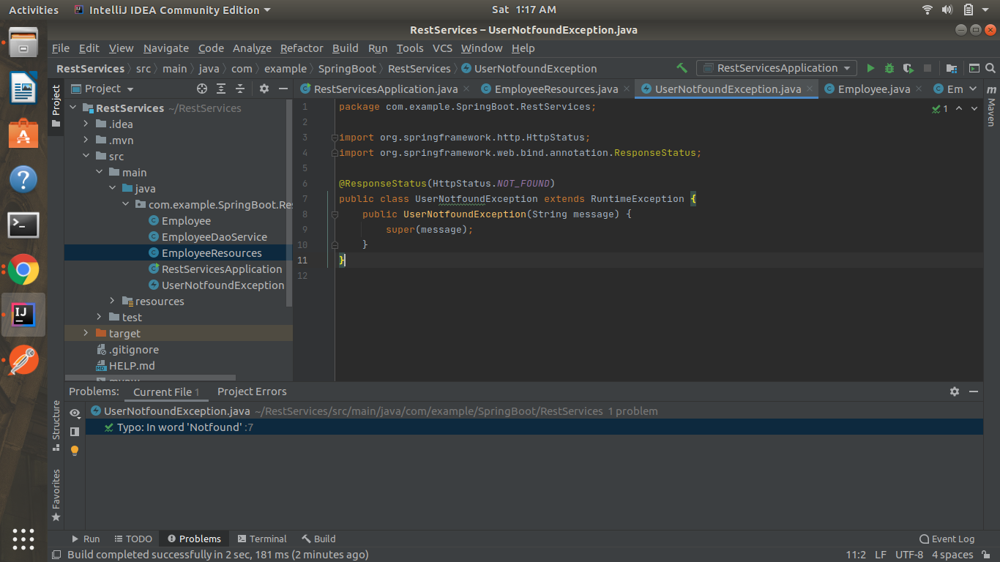 Activities IntelliJ IDEA Community Edition Sat 1:17 AM
RestServices – UserNotfoundException.java
File Edit View Navigate Code Analyze Refactor Build Run Tools VCS Window Help
RestServices src main java com example SpringBoot RestServices UserNotfoundException RestServicesApplication
Project RestServicesApplication.java EmployeeResources.java UserNotfoundException.java Employee.java Em
Project
Maven
RestServices ~/RestServices
.idea
.mvn
src
main
java
com.example.SpringBoot.Res
Employee
EmployeeDaoService
EmployeeResources
RestServicesApplication
UserNotfoundException
resources
test
target
.gitignore
HELP.md
1 package com.example.SpringBoot.RestServices; 1
2
3 import org.springframework.http.HttpStatus;
4 import org.springframework.web.bind.annotation.ResponseStatus;
5
6 @ResponseStatus(HttpStatus.NOT_FOUND)
7 public class UserNotfoundException extends RuntimeException {
8 public UserNotfoundException(String message) {
9 super(message);
10 }
11 }
12
Problems: Current File 1 Project Errors
UserNotfoundException.java ~/RestServices/src/main/java/com/example/SpringBoot/RestServices 1 problem
Typo: In word 'Notfound' :7
Structure
Favorites
Run TODO Problems Terminal Build Event Log
Build completed successfully in 2 sec, 181 ms (2 minutes ago) 11:2 LF UTF-8 4 spaces